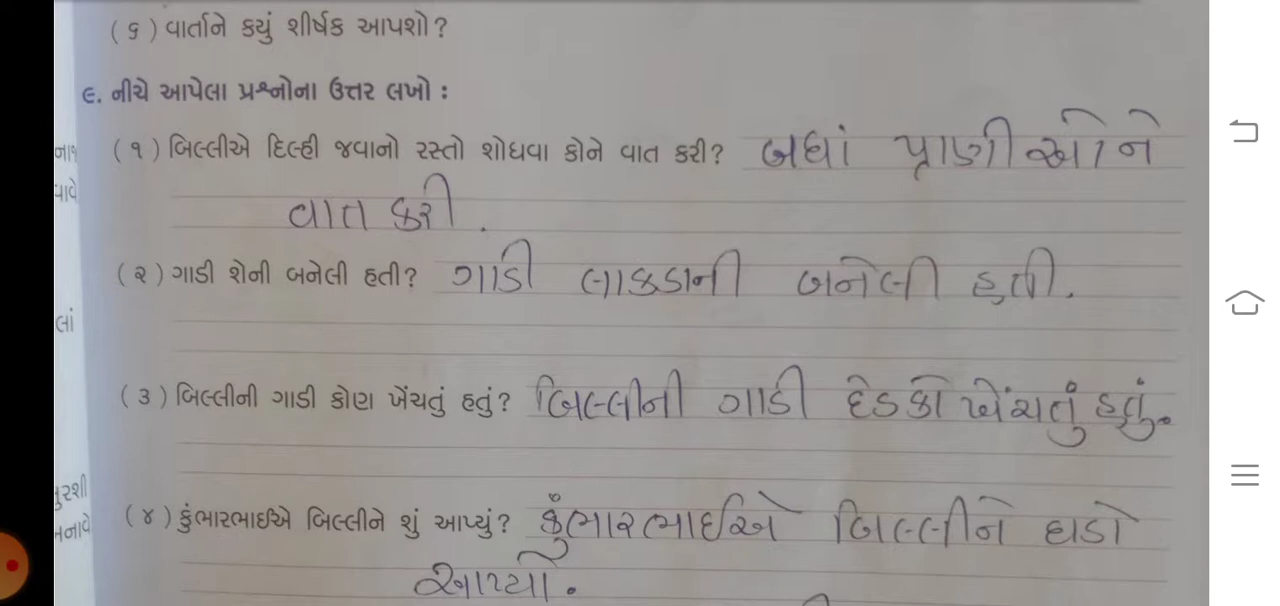 (૬) વાર્તાને કયું શીર્ષક આપશો?
૯. નીચે આપેલા પ્રશ્નોના ઉત્તર લખો :
(૧) બિલ્લીએ દિલ્હી જવાનો રસ્તો શોધવા કોને વાત કરી? બધાં પ્રાણીઓને
વાત કરી.
(૨) ગાડી શેની બનેલી હતી? ગાડી લાકડાની બનેલી હતી.
લાં
(૩) બિલ્લીની ગાડી કોણ ખેંચતું હતું? બિલ્લીની ગાડી દેડકો ખેંચતું હતું.
(૪) કુંભારભાઈએ બિલ્લીને શું આપ્યું? કુંભારભાઈએ બિલ્લીને ઘડો
આપ્યો.